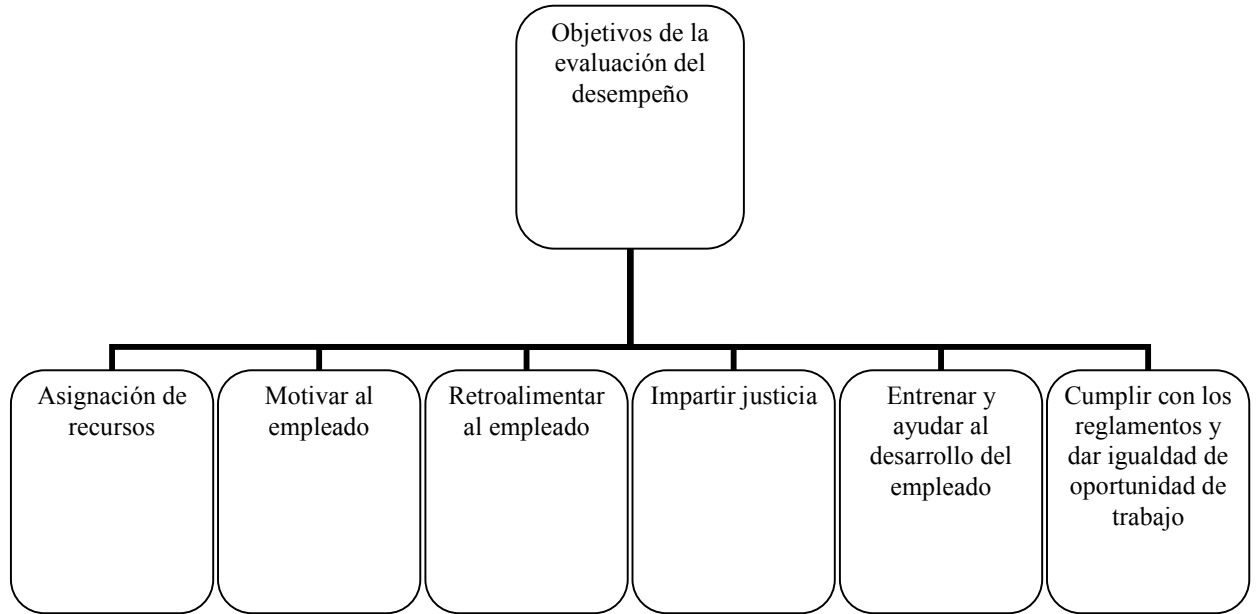 Objetivos de la
evaluación del
desempeño
Asignación de
recursos
Motivar al
empleado
Retroalimentar
al empleado
Impartir justicia
Entrenar y
ayudar al
desarrollo del
empleado
Cumplir con los
reglamentos y
dar igualdad de
oportunidad de
trabajo